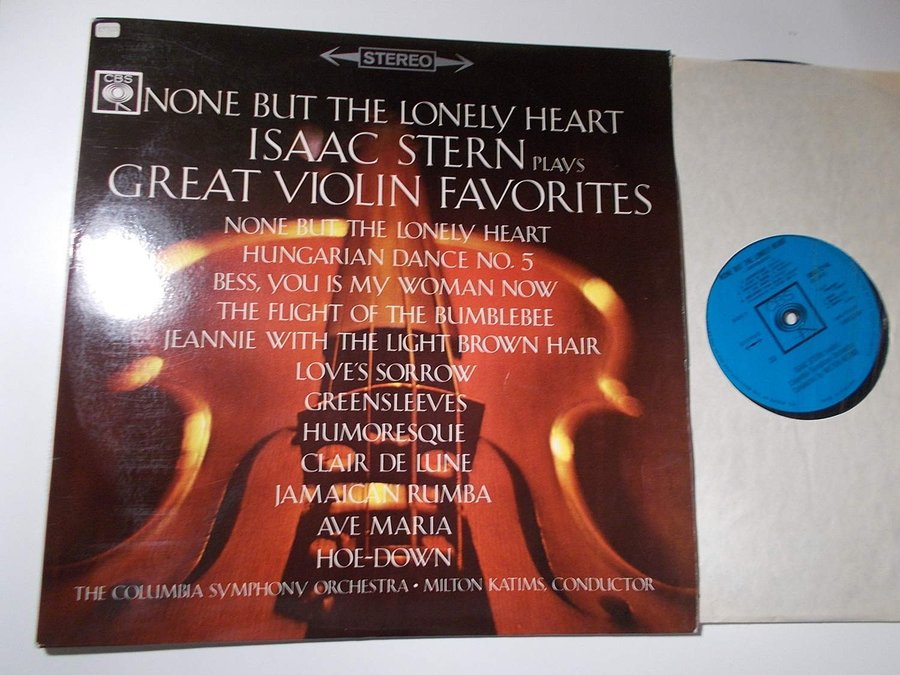 STEREO
CBS
NONE BUT THE LONELY HEART
ISAAC STERN PLAYS
GREAT VIOLIN FAVORITES
NONE BUT THE LONELY HEART
HUNGARIAN DANCE NO. 5
BESS, YOU IS MY WOMAN NOW
THE FLIGHT OF THE BUMBLEBEE
JEANNIE WITH THE LIGHT BROWN HAIR
LOVE'S SORROW
GREENSLEEVES
HUMORESQUE
CLAIR DE LUNE
JAMAICAN RUMBA
AVE MARIA
HOE-DOWN
THE COLUMBIA SYMPHONY ORCHESTRA • MILTON KATIMS, CONDUCTOR